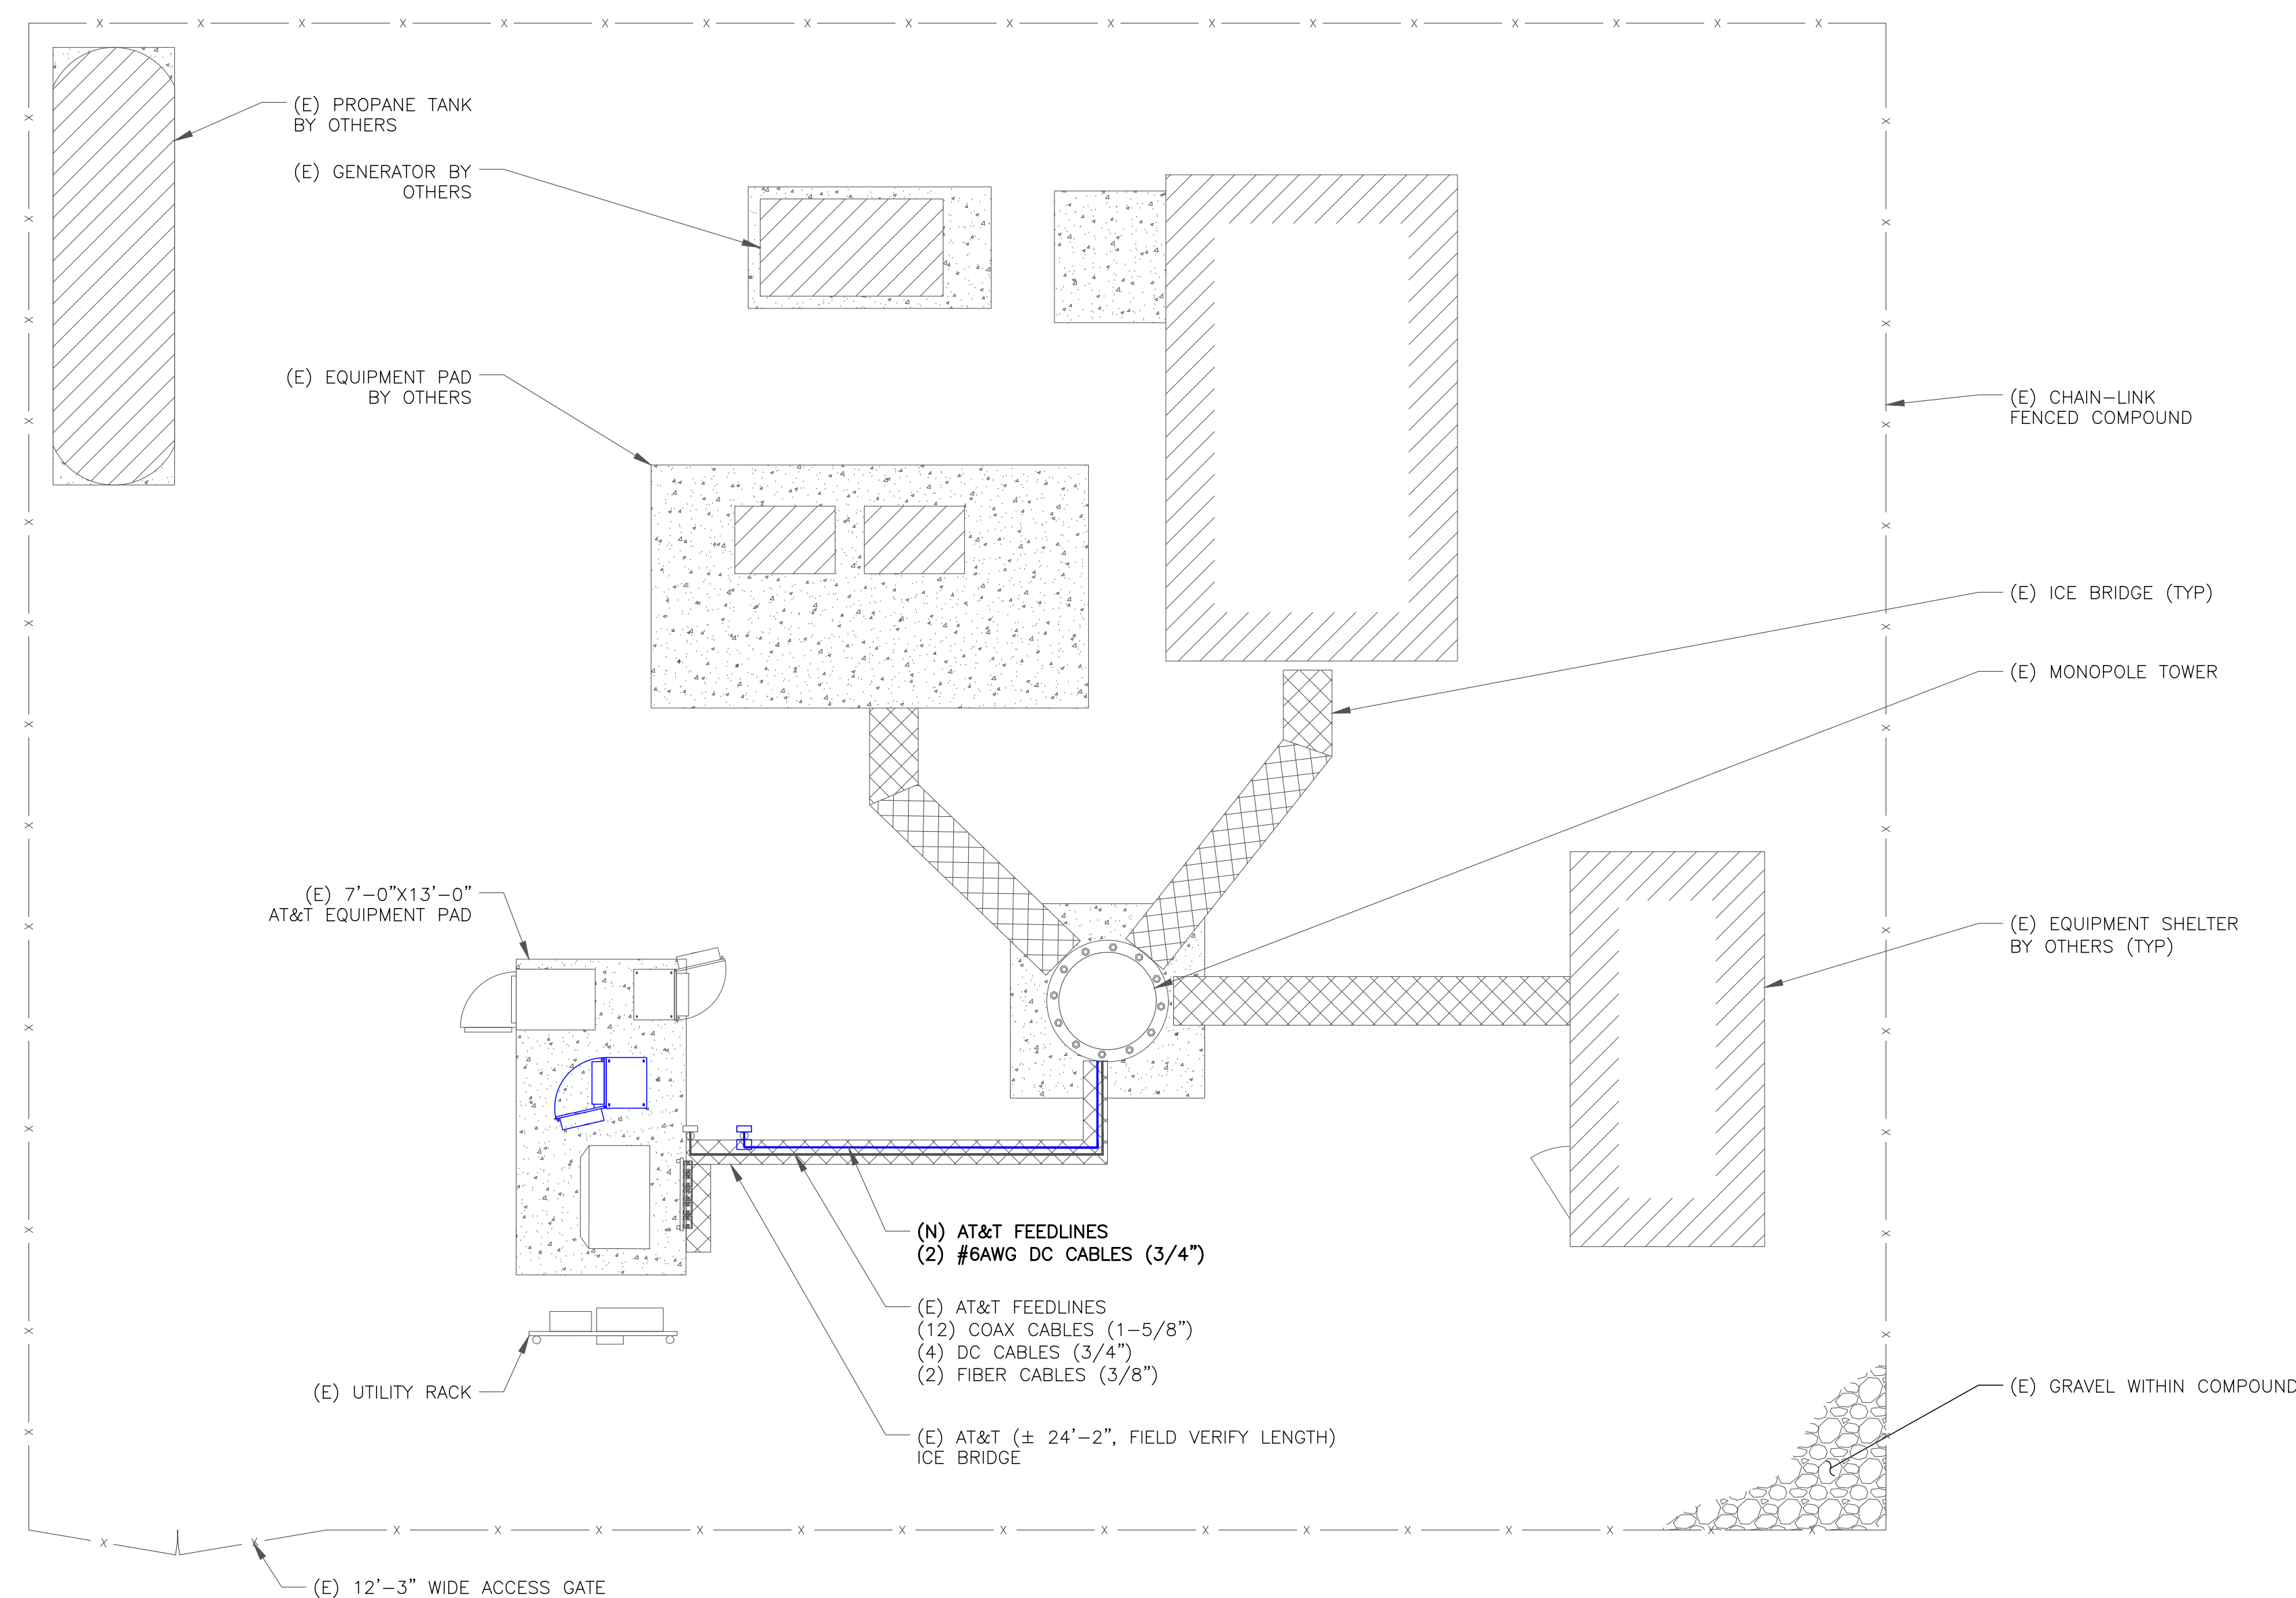 (E) PROPANE TANK
BY OTHERS
(E) GENERATOR BY
OTHERS
(E) EQUIPMENT PAD
BY OTHERS
(E) CHAIN-LINK
FENCED COMPOUND
(E) ICE BRIDGE (TYP)
(E) MONOPOLE TOWER
(E) 7'-0"X13'-0"
AT&T EQUIPMENT PAD
(E) EQUIPMENT SHELTER
BY OTHERS (TYP)
(N) AT&T FEEDLINES
(2) #6AWG DC CABLES (3/4")
(E) AT&T FEEDLINES
(12) COAX CABLES (1-5/8")
(4) DC CABLES (3/4")
(2) FIBER CABLES (3/8")
(E) UTILITY RACK
(E) GRAVEL WITHIN COMPOUND
(E) AT&T (± 24'-2", FIELD VERIFY LENGTH)
ICE BRIDGE
(E) 12'-3" WIDE ACCESS GATE